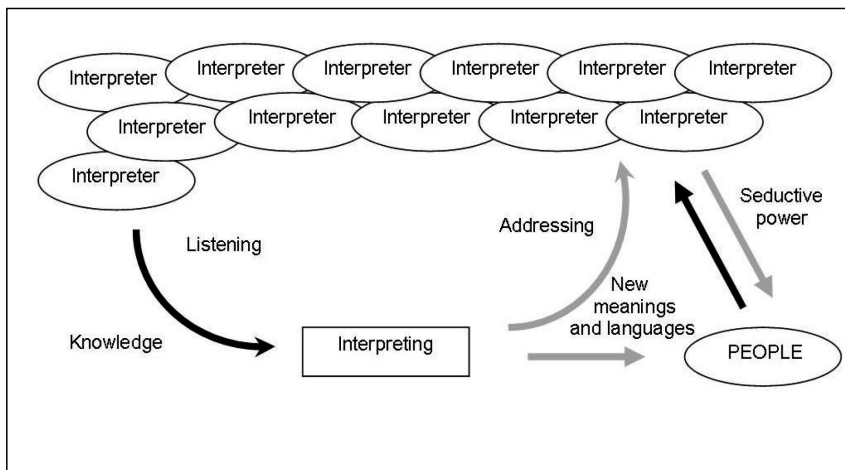 Interpreter Interpreter Interpreter Interpreter Interpreter Interpreter
Interpreter Interpreter Interpreter Interpreter Interpreter
Interpreter
Listening
Knowledge
Interpreting
Addressing
New
meanings
and languages
Seductive
power
PEOPLE